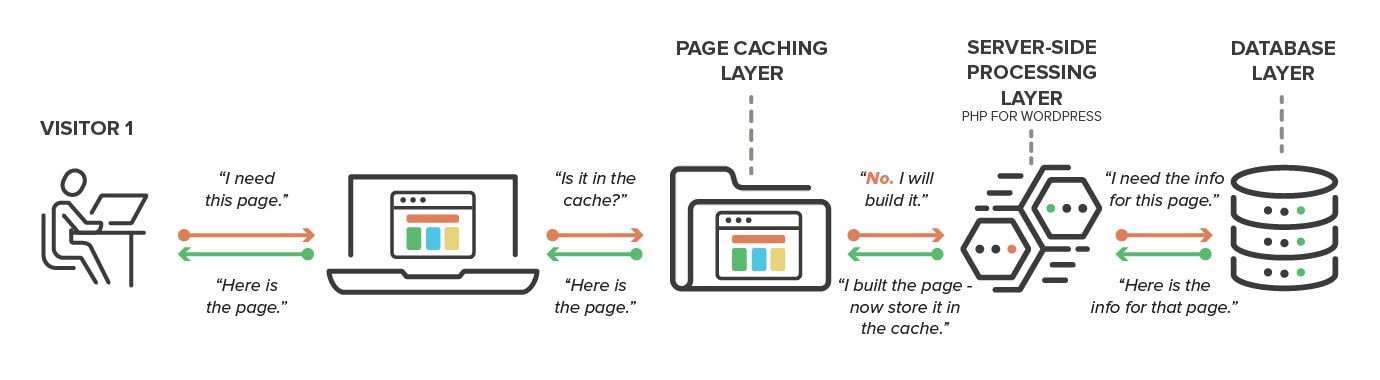 VISITOR 1
“I need
this page.”
“Here is
the page.”
“Is it in the
cache?”
“Here is
the page.”
PAGE CACHING
LAYER
“No. I will
build it.”
“I built the page -
now store it in
the cache.”
SERVER-SIDE
PROCESSING
LAYER
PHP FOR WORDPRESS
“I need the info
for this page.”
“Here is the
info for that page.”
DATABASE
LAYER